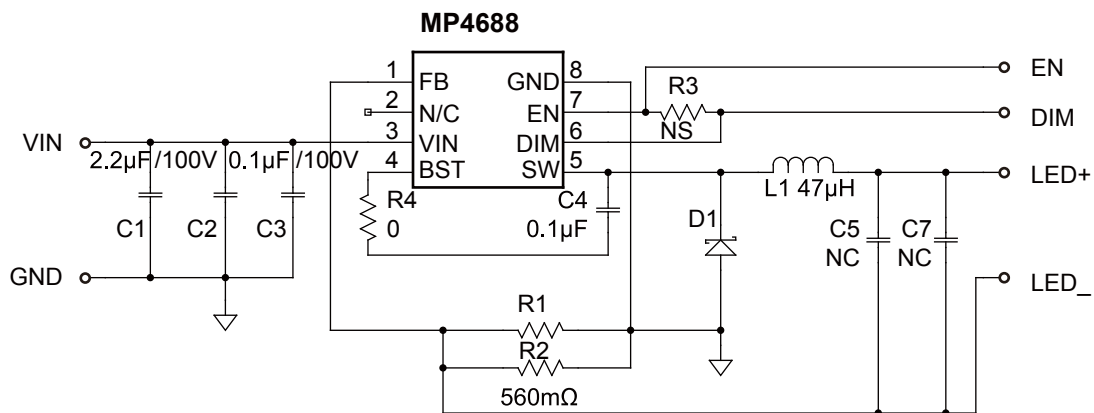 MP4688
1 FB
2 N/C
3 VIN
4 BST
GND 8
EN 7
DIM 6
SW 5
VIN
GND
2.2µF /100V
0.1µF /100V
C1
C2
C3
R4
0
C4
0.1µF
R3
NS
EN
DIM
LED+
LED_
L1 47µH
D1
C5
NC
C7
NC
R1
R2
560mΩ